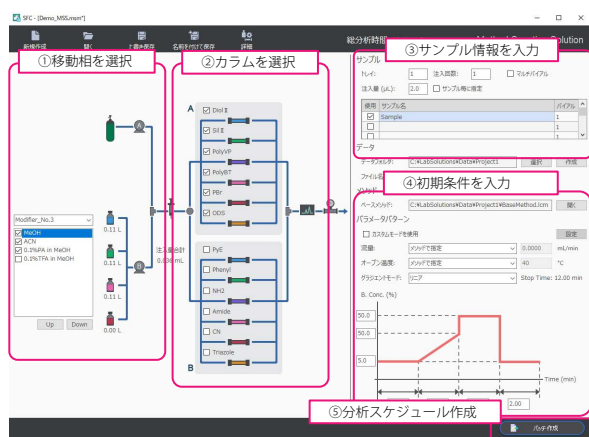 SFC - [Demo_MSS.msm*]
新規作成 開く 上書き保存 名前を付けて保存 詳細
総分析時間
Solution
①移動相を選択
②カラムを選択
③サンプル情報を入力
サンプル
トレイ: 1 注入回数: 1 マルチバイアル
注入量 (µL): 2.0 サンプル毎に指定
使用 サンプル名 バイアル
Sample 1
1
1
データ
データフォルダ: C:¥LabSolutions¥Data¥Project1 選択 作成
ファイル名
④初期条件を入力
メソッド
ベースメソッド: C:¥LabSolutions¥Data¥Project1¥BaseMethod.lcm 開く
パラメータパターン
カスタムモードを使用 設定
流量: メソッドで指定 0.0000 mL/min
オーブン温度: メソッドで指定 40 °C
グラジエントモード: リニア Stop Time: 12.00 min
B. Conc. (%)
50.0
50.0
5.0
Time (min)
2.00
⑤分析スケジュール作成
バッチ作成
A
Diol II
Sil II
PolyVP
PolyBT
PBr
ODS
PyE
Phenyl
NH2
Amide
CN
Triazole
B
A
B
注入量合計
0.036 mL
Modifier_No.3
MeOH
ACN
0.1%PA in MeOH
0.1%TFA in MeOH
Up Down
0.11 L
0.11 L
0.11 L
0.00 L